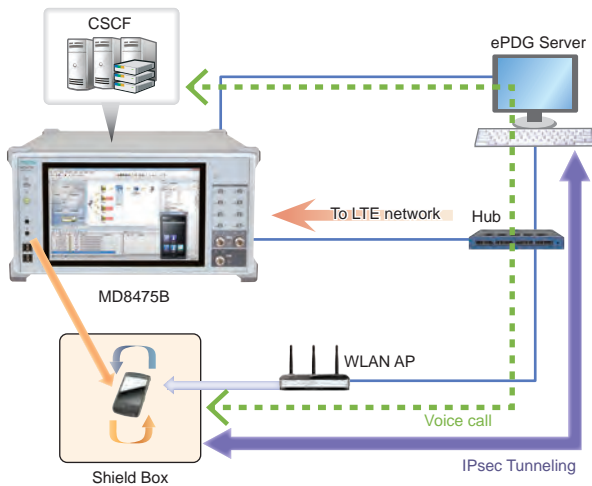 CSCF
ePDG Server
To LTE network
Hub
MD8475B
WLAN AP
Voice call
IPsec Tunneling
Shield Box